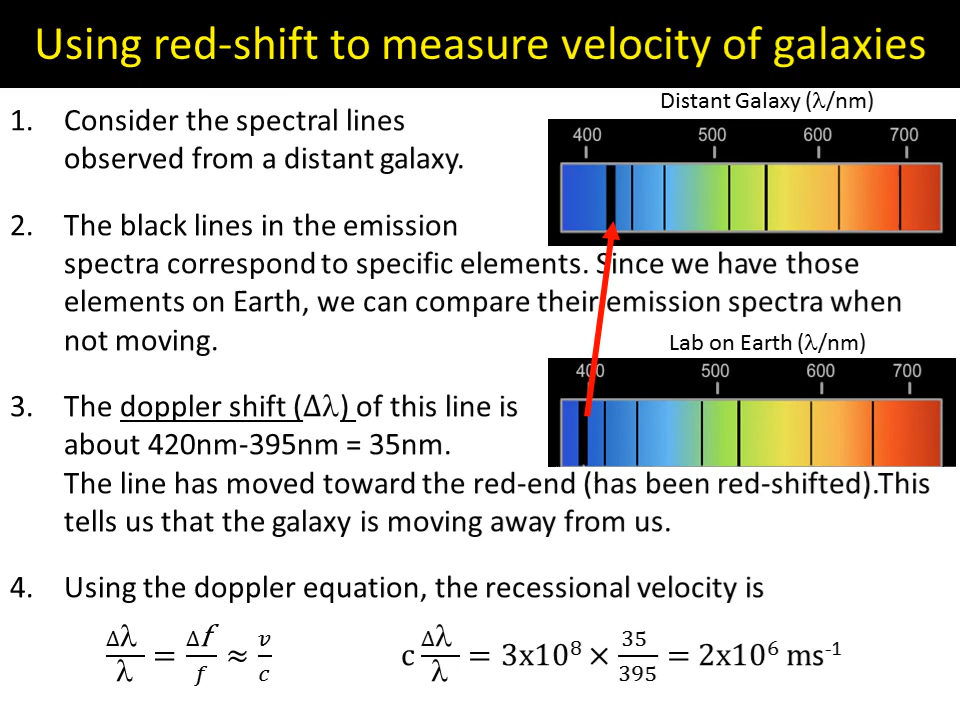 Using red-shift to measure velocity of galaxies
Distant Galaxy (λ/nm)
400 500 600 700
1. Consider the spectral lines
observed from a distant galaxy.
2. The black lines in the emission
spectra correspond to specific elements. Since we have those
elements on Earth, we can compare their emission spectra when
not moving.
Lab on Earth (λ/nm)
400 500 600 700
3. The doppler shift (Δλ) of this line is
about 420nm-395nm = 35nm.
The line has moved toward the red-end (has been red-shifted).This
tells us that the galaxy is moving away from us.
4. Using the doppler equation, the recessional velocity is
Δλ/λ = Δf/f ≈ v/c
c Δλ/λ = 3x10⁸ × 35/395 = 2x10⁶ ms⁻¹